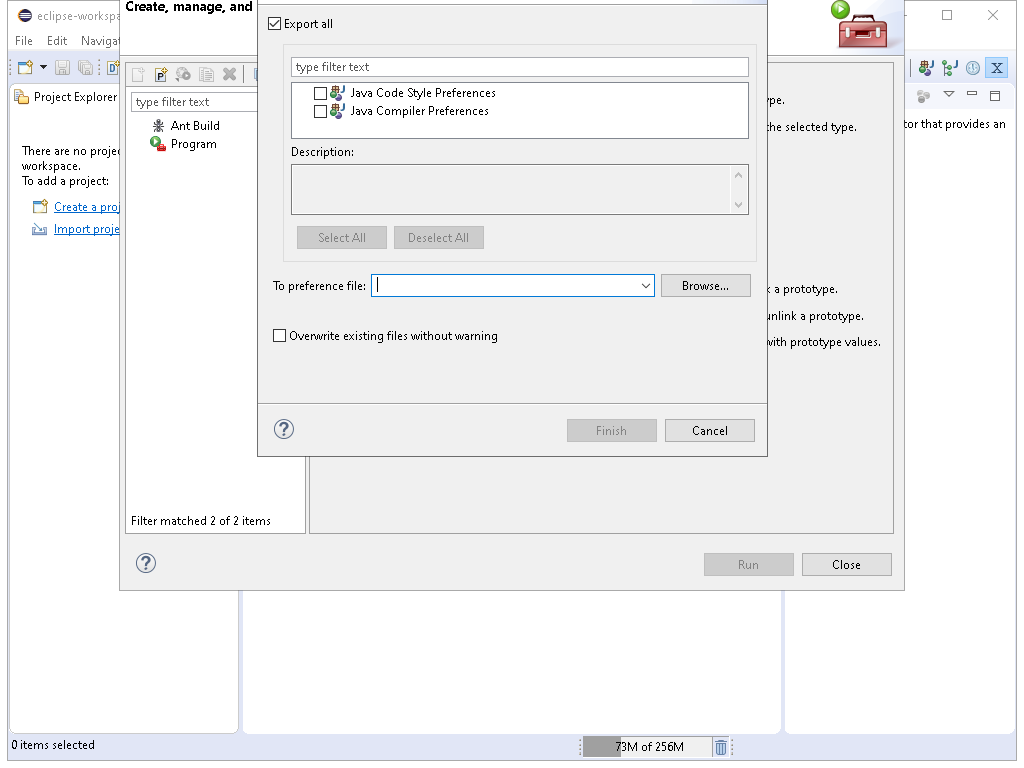 eclipse-workspa
File Edit Navigat
Project Explorer
There are no projec
workspace.
To add a project:
Create a proj
Import proje
0 items selected
Create, manage, and
type filter text
Ant Build
Program
Filter matched 2 of 2 items
Export all
type filter text
Java Code Style Preferences
Java Compiler Preferences
Description:
Select All Deselect All
To preference file:
Browse...
Overwrite existing files without warning
Finish Cancel
ype.
the selected type.
k a prototype.
unlink a prototype.
with prototype values.
Run Close
tor that provides an
73M of 256M